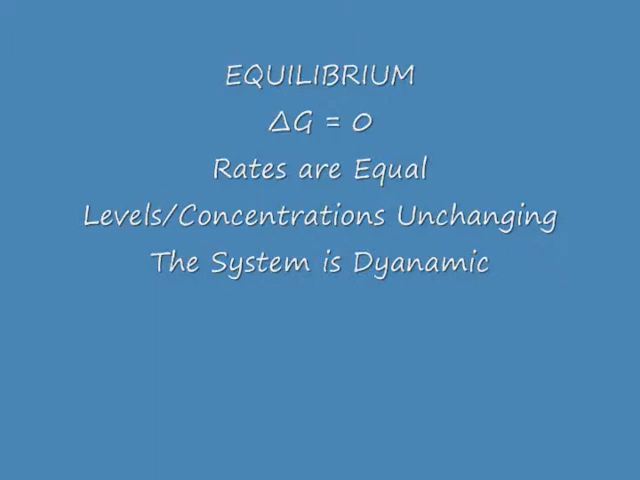 EQUILIBRIUM
ΔG = 0
Rates are Equal
Levels/Concentrations Unchanging
The System is Dyanamic